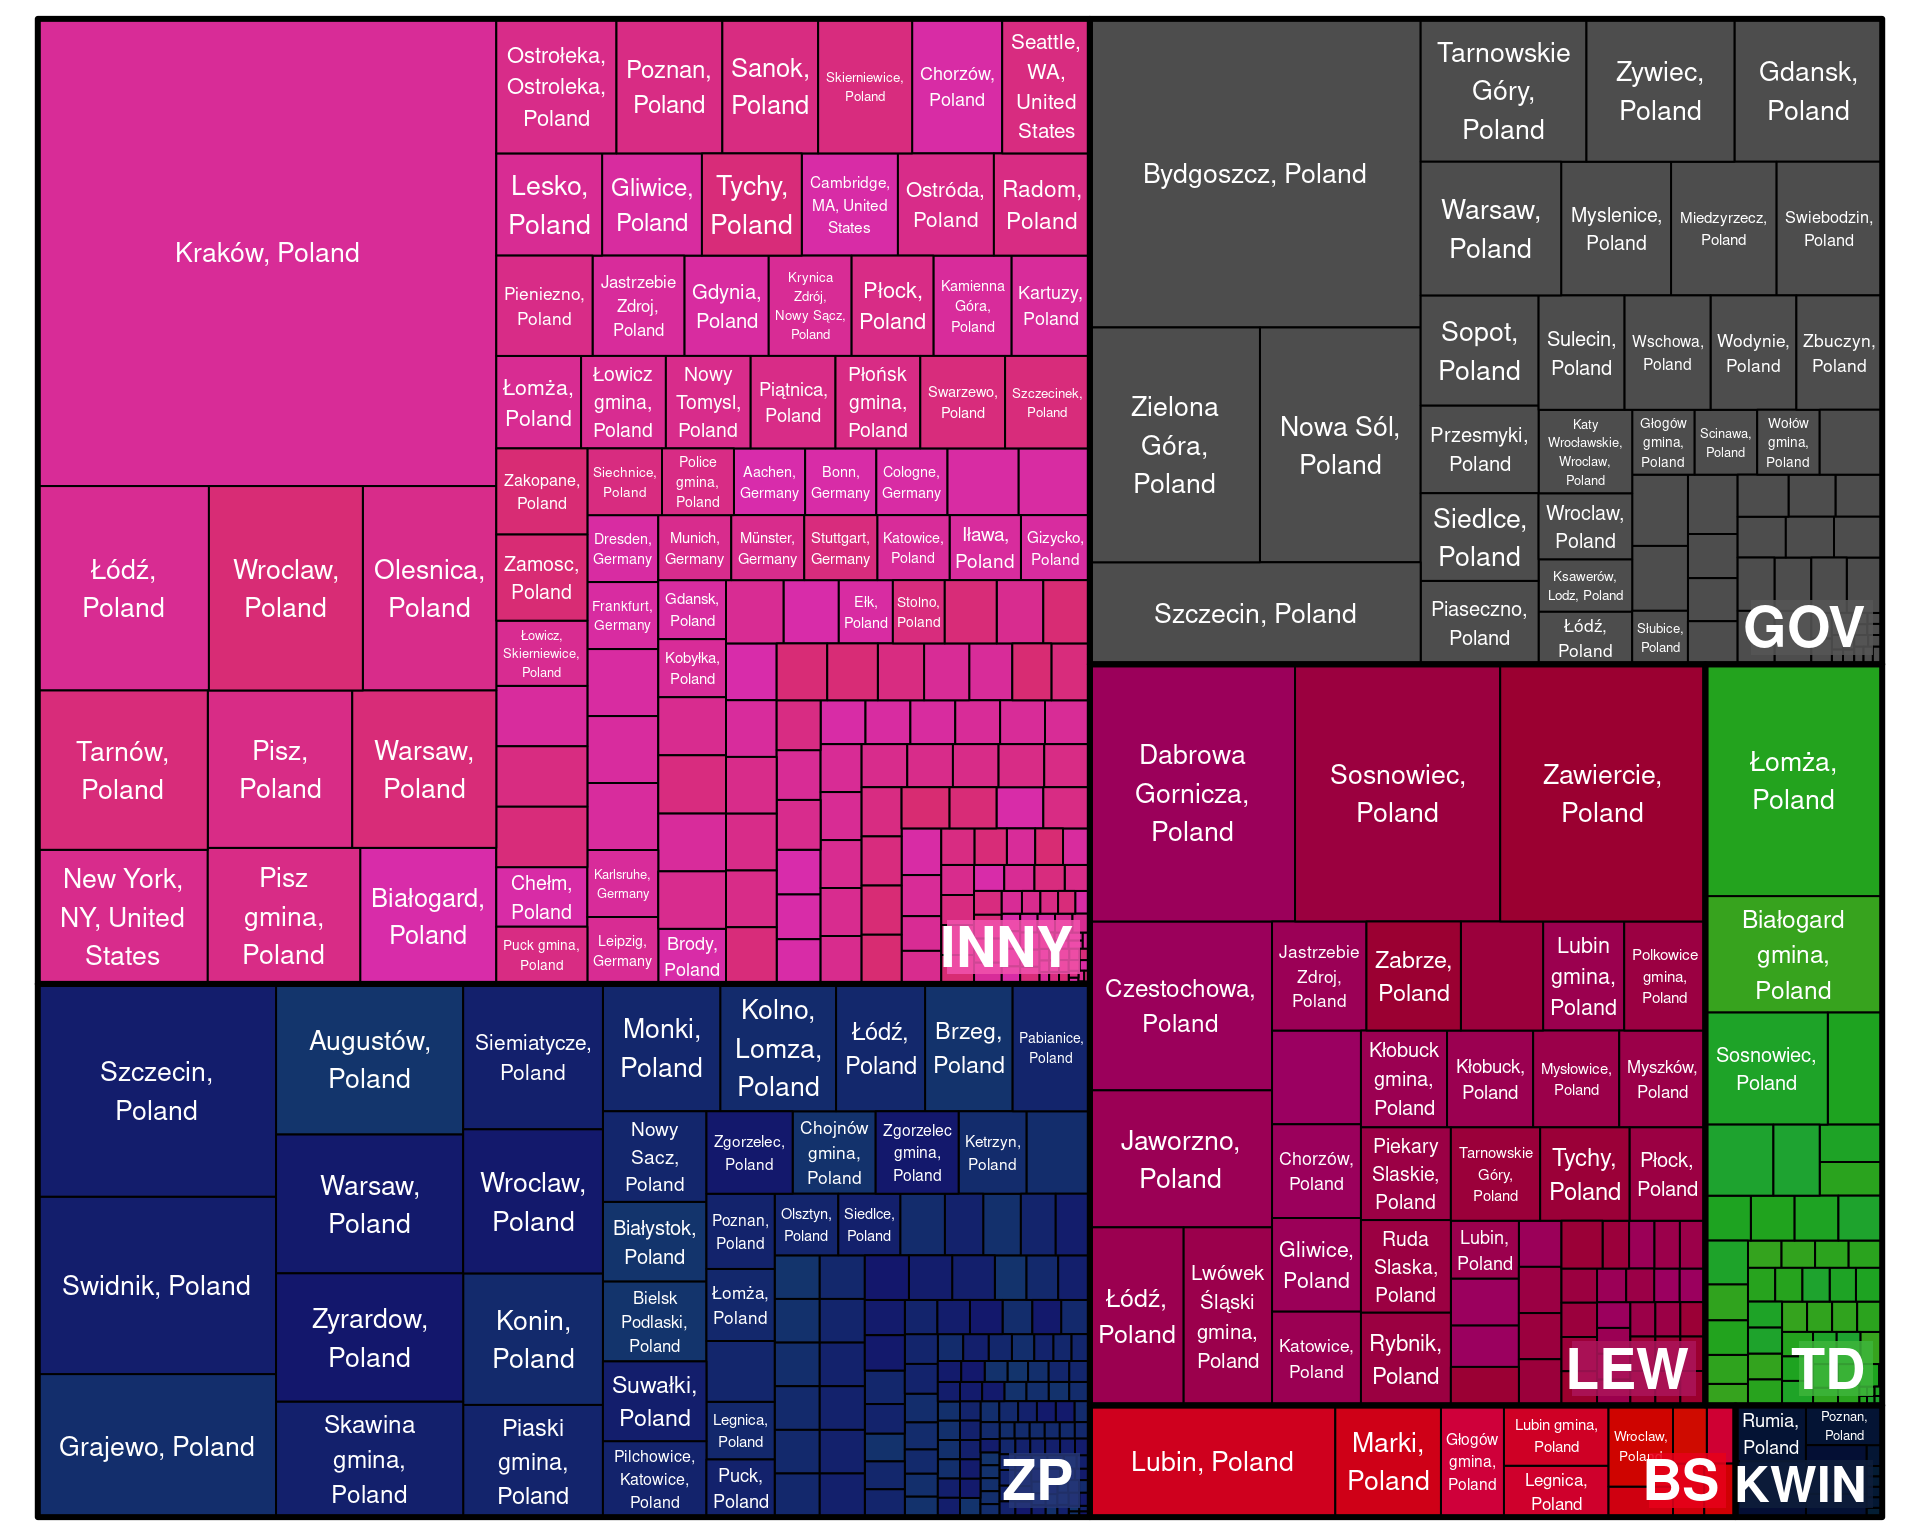 Kraków, Poland
Łódź,
Poland
Wroclaw,
Poland
Olesnica,
Poland
Tarnów,
Poland
Pisz,
Poland
Warsaw,
Poland
New York,
NY, United
States
Pisz
gmina,
Poland
Białogard,
Poland
Ostrołeka,
Ostroleka,
Poland
Poznan,
Poland
Sanok,
Poland
Skierniewice,
Poland
Chorzów,
Poland
Seattle,
WA,
United
States
Lesko,
Poland
Gliwice,
Poland
Tychy,
Poland
Cambridge,
MA, United
States
Ostróda,
Poland
Radom,
Poland
Pieniezno,
Poland
Jastrzebie
Zdroj,
Poland
Gdynia,
Poland
Krynica
Zdrój,
Nowy Sącz,
Poland
Płock,
Poland
Kamienna
Góra,
Poland
Kartuzy,
Poland
Łomża,
Poland
Łowicz
gmina,
Poland
Nowy
Tomysl,
Poland
Piątnica,
Poland
Płońsk
gmina,
Poland
Swarzewo,
Poland
Szczecinek,
Poland
Zakopane,
Poland
Siechnice,
Poland
Police
gmina,
Poland
Aachen,
Germany
Bonn,
Germany
Cologne,
Germany
Zamosc,
Poland
Dresden,
Germany
Munich,
Germany
Münster,
Germany
Stuttgart,
Germany
Katowice,
Poland
Iława,
Poland
Gizycko,
Poland
Frankfurt,
Germany
Gdansk,
Poland
Ełk,
Poland
Stolno,
Poland
Łowicz,
Skierniewice,
Poland
Kobyłka,
Poland
Chełm,
Poland
Karlsruhe,
Germany
Puck gmina,
Poland
Leipzig,
Germany
Brody,
Poland
INNY
Bydgoszcz, Poland
Zielona
Góra,
Poland
Nowa Sól,
Poland
Szczecin, Poland
Tarnowskie
Góry,
Poland
Zywiec,
Poland
Gdansk,
Poland
Warsaw,
Poland
Myslenice,
Poland
Miedzyrzecz,
Poland
Swiebodzin,
Poland
Sopot,
Poland
Sulecin,
Poland
Wschowa,
Poland
Wodynie,
Poland
Zbuczyn,
Poland
Przesmyki,
Poland
Katy
Wrocławskie,
Wroclaw,
Poland
Głogów
gmina,
Poland
Scinawa,
Poland
Wołów
gmina,
Poland
Siedlce,
Poland
Wroclaw,
Poland
Ksawerów,
Lodz, Poland
Piaseczno,
Poland
Łódź,
Poland
Słubice,
Poland
GOV
Szczecin,
Poland
Swidnik, Poland
Grajewo, Poland
Augustów,
Poland
Warsaw,
Poland
Zyrardow,
Poland
Skawina
gmina,
Poland
Siemiatycze,
Poland
Wroclaw,
Poland
Konin,
Poland
Piaski
gmina,
Poland
Monki,
Poland
Kolno,
Lomza,
Poland
Łódź,
Poland
Brzeg,
Poland
Pabianice,
Poland
Nowy
Sacz,
Poland
Zgorzelec,
Poland
Chojnów
gmina,
Poland
Zgorzelec
gmina,
Poland
Ketrzyn,
Poland
Białystok,
Poland
Poznan,
Poland
Olsztyn,
Poland
Siedlce,
Poland
Bielsk
Podlaski,
Poland
Łomża,
Poland
Suwałki,
Poland
Legnica,
Poland
Pilchowice,
Katowice,
Poland
Puck,
Poland
ZP
Dabrowa
Gornicza,
Poland
Sosnowiec,
Poland
Zawiercie,
Poland
Czestochowa,
Poland
Jaworzno,
Poland
Łódź,
Poland
Lwówek
Śląski
gmina,
Poland
Jastrzebie
Zdroj,
Poland
Zabrze,
Poland
Lubin
gmina,
Poland
Polkowice
gmina,
Poland
Kłobuck
gmina,
Poland
Kłobuck,
Poland
Mysłowice,
Poland
Myszków,
Poland
Chorzów,
Poland
Piekary
Slaskie,
Poland
Tarnowskie
Góry,
Poland
Tychy,
Poland
Płock,
Poland
Gliwice,
Poland
Ruda
Slaska,
Poland
Lubin,
Poland
Katowice,
Poland
Rybnik,
Poland
LEW
Łomża,
Poland
Białogard
gmina,
Poland
Sosnowiec,
Poland
TD
Lubin, Poland
Marki,
Poland
Głogów
gmina,
Poland
Lubin gmina,
Poland
Legnica,
Poland
Wroclaw,
Poland
BS
Rumia,
Poland
Poznan,
Poland
KWIN